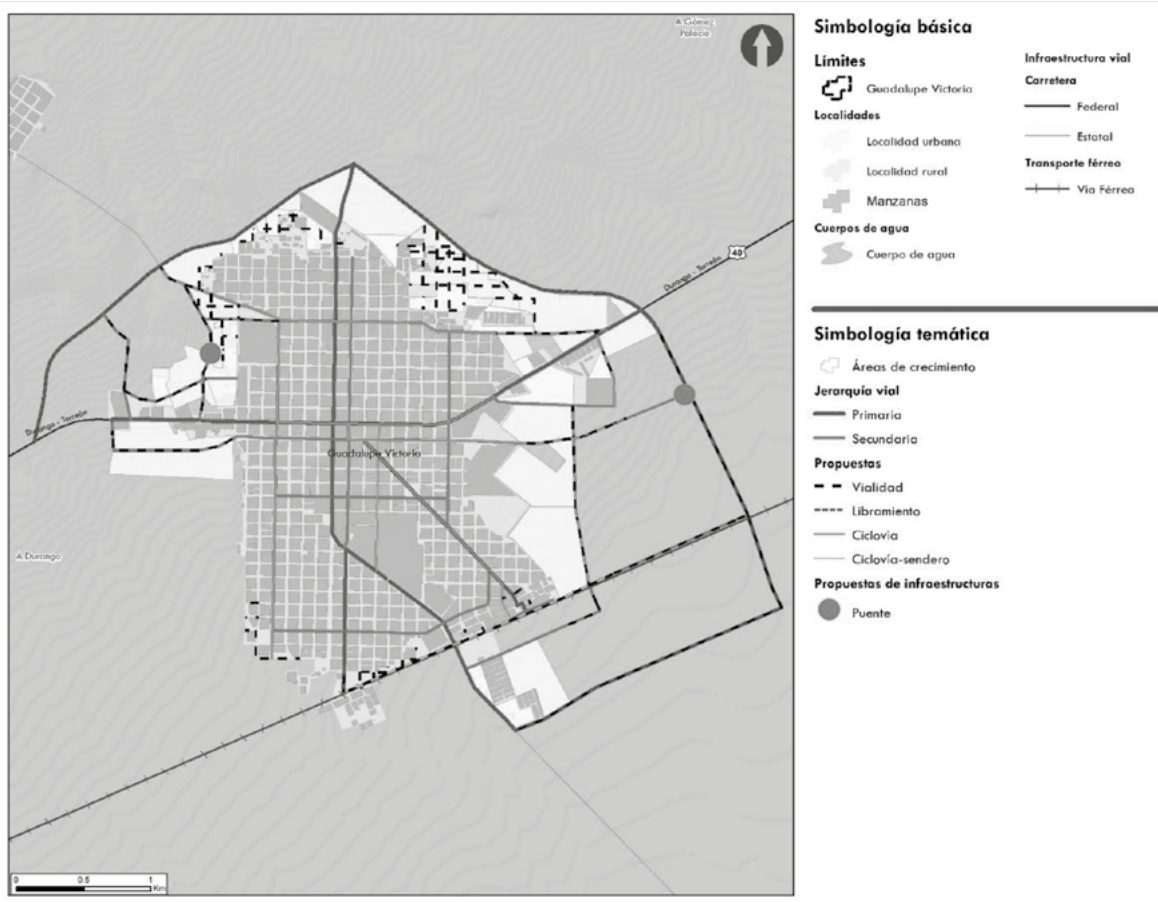 A Gómez
Palacio
40
Durango - Torreón
Durango - Torreón
Guadalupe Victoria
A Durango
0 0.5 1
Km
Simbología básica
Límites
Guadalupe Victoria
Localidades
Localidad urbana
Localidad rural
Manzanas
Cuerpos de agua
Cuerpo de agua
Infraestructura vial
Carretera
Federal
Estatal
Transporte férreo
Vía Férrea
Simbología temática
Áreas de crecimiento
Jerarquía vial
Primaria
Secundaria
Propuestas
Vialidad
Libramiento
Ciclovía
Ciclovía-sendero
Propuestas de infraestructuras
Puente